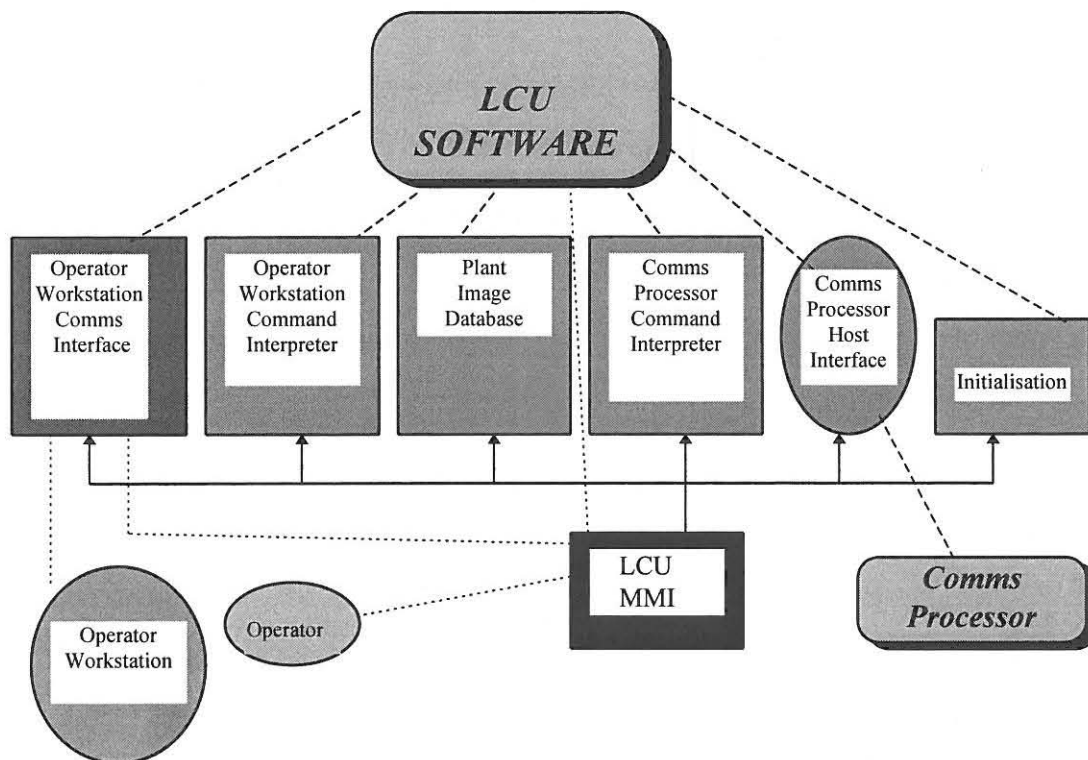 LCU
SOFTWARE
Operator
Workstation
Comms
Interface
Operator
Workstation
Command
Interpreter
Plant
Image
Database
Comms
Processor
Command
Interpreter
Comms
Processor
Host
Interface
Initialisation
LCU
MMI
Comms
Processor
Operator
Operator
Workstation